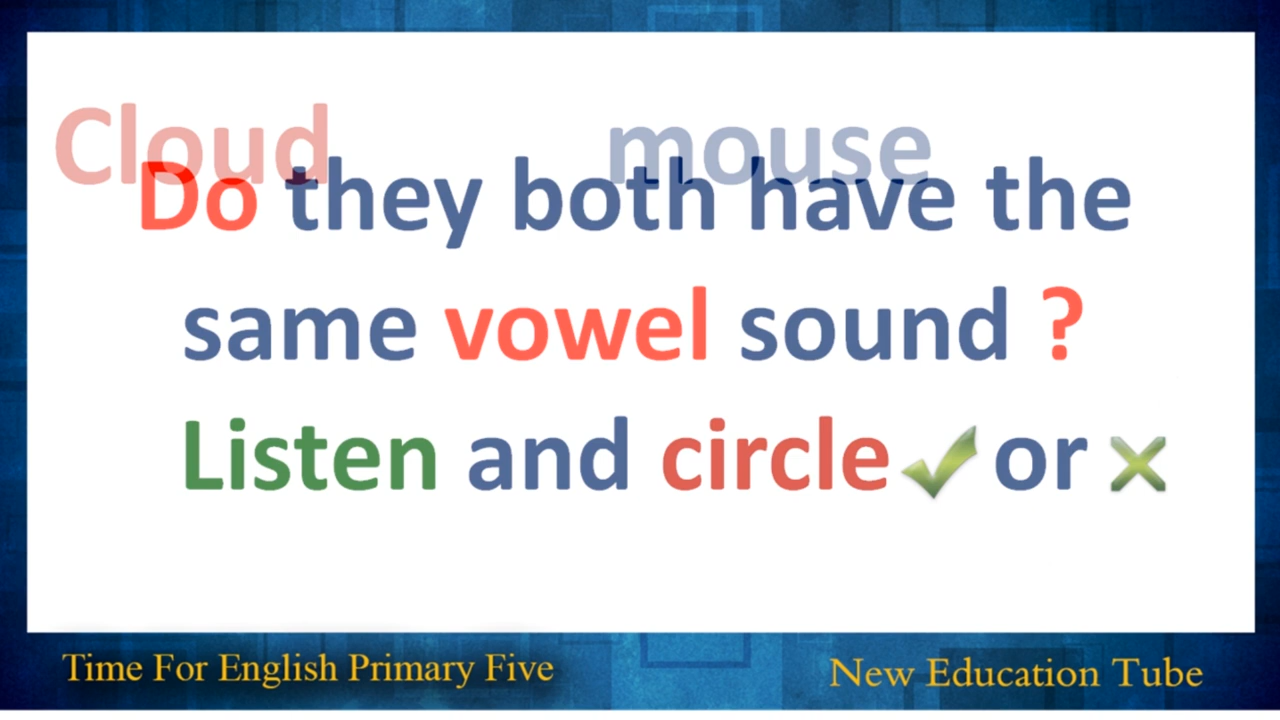 Cloud mouse
Do they both have the
same vowel sound ?
Listen and circle ✓ or ✗
Time For English Primary Five
New Education Tube